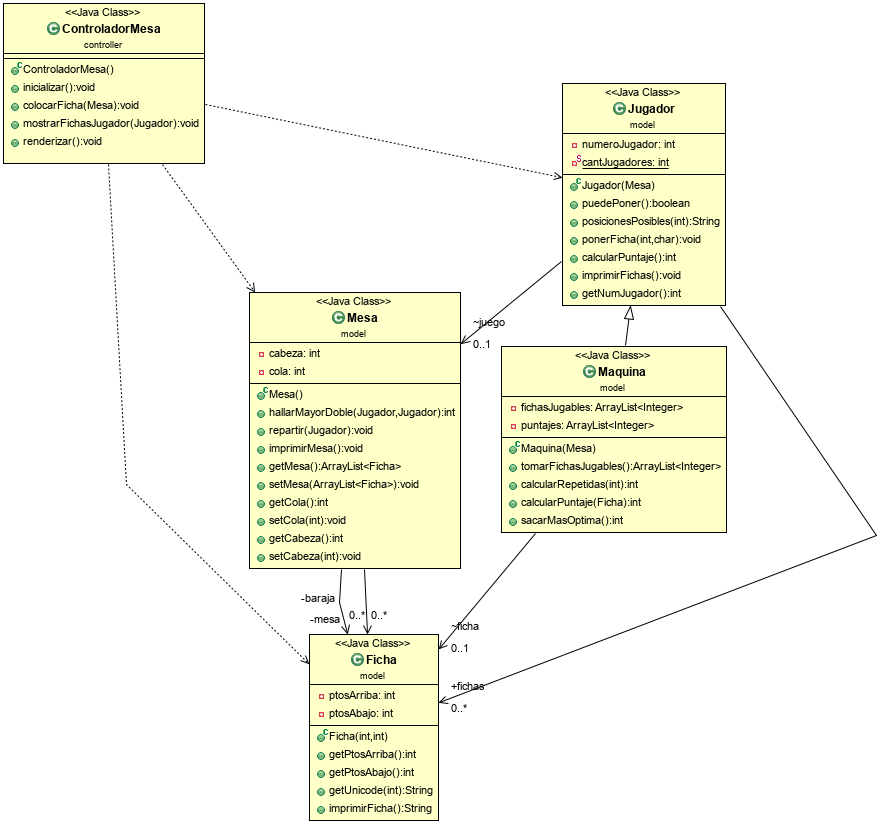 <<Java Class>>
ControladorMesa
controller
ControladorMesa()
inicializar():void
colocarFicha(Mesa):void
mostrarFichasJugador(Jugador):void
renderizar():void
<<Java Class>>
Jugador
model
numeroJugador: int
cantJugadores: int
Jugador(Mesa)
puedePoner():boolean
posicionesPosibles(int):String
ponerFicha(int,char):void
calcularPuntaje():int
imprimirFichas():void
getNumJugador():int
~juego
0..1
<<Java Class>>
Mesa
model
cabeza: int
cola: int
Mesa()
hallarMayorDoble(Jugador,Jugador):int
repartir(Jugador):void
imprimirMesa():void
getMesa():ArrayList<Ficha>
setMesa(ArrayList<Ficha>):void
getCola():int
setCola(int):void
getCabeza():int
setCabeza(int):void
<<Java Class>>
Maquina
model
fichasJugables: ArrayList<Integer>
puntajes: ArrayList<Integer>
Maquina(Mesa)
tomarFichasJugables():ArrayList<Integer>
calcularRepetidas(int):int
calcularPuntaje(Ficha):int
sacarMasOptima():int
-baraja
-mesa
0..*
0..*
~ficha
0..1
+fichas
0..*
<<Java Class>>
Ficha
model
ptosArriba: int
ptosAbajo: int
Ficha(int,int)
getPtosArriba():int
getPtosAbajo():int
getUnicode(int):String
imprimirFicha():String